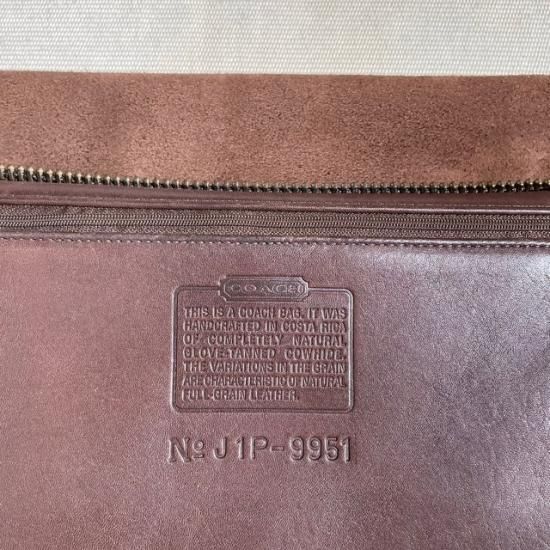 COACH®
THIS IS A COACH BAG. IT WAS
HANDCRAFTED IN COSTA RICA
OF COMPLETELY NATURAL
GLOVE-TANNED COWHIDE.
THE VARIATIONS IN THE GRAIN
ARE CHARACTERISTIC OF NATURAL
FULL-GRAIN LEATHER.
No J1P-9951